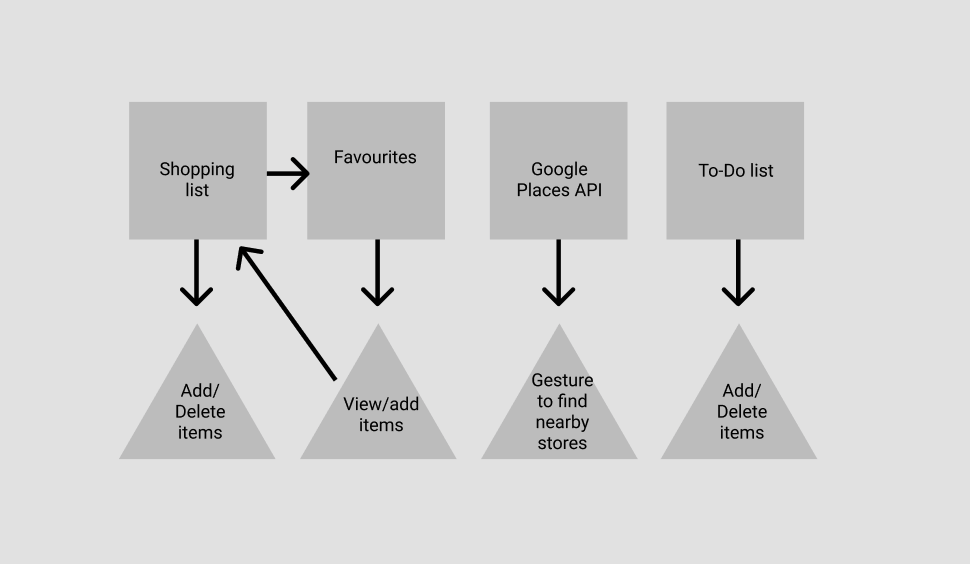 Shopping
list
Favourites
Google
Places API
To-Do list
Add/
Delete
items
View/add
items
Gesture
to find
nearby
stores
Add/
Delete
items